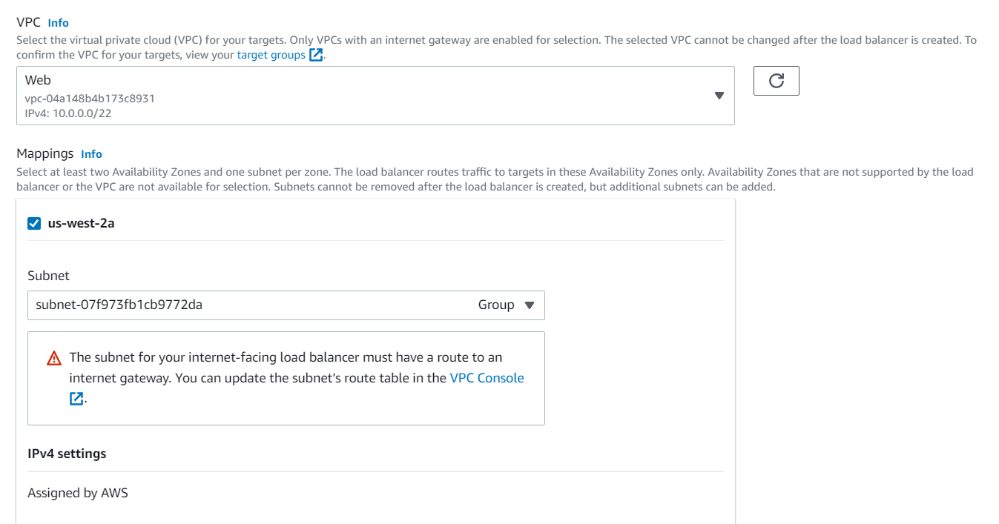 VPC Info
Select the virtual private cloud (VPC) for your targets. Only VPCs with an internet gateway are enabled for selection. The selected VPC cannot be changed after the load balancer is created. To
confirm the VPC for your targets, view your target groups.
Web
vpc-04a148b4b173c8931
IPv4: 10.0.0.0/22
Mappings Info
Select at least two Availability Zones and one subnet per zone. The load balancer routes traffic to targets in these Availability Zones only. Availability Zones that are not supported by the load
balancer or the VPC are not available for selection. Subnets cannot be removed after the load balancer is created, but additional subnets can be added.
us-west-2a
Subnet
subnet-07f973fb1cb9772da Group
The subnet for your internet-facing load balancer must have a route to an
internet gateway. You can update the subnet's route table in the VPC Console
.
IPv4 settings
Assigned by AWS